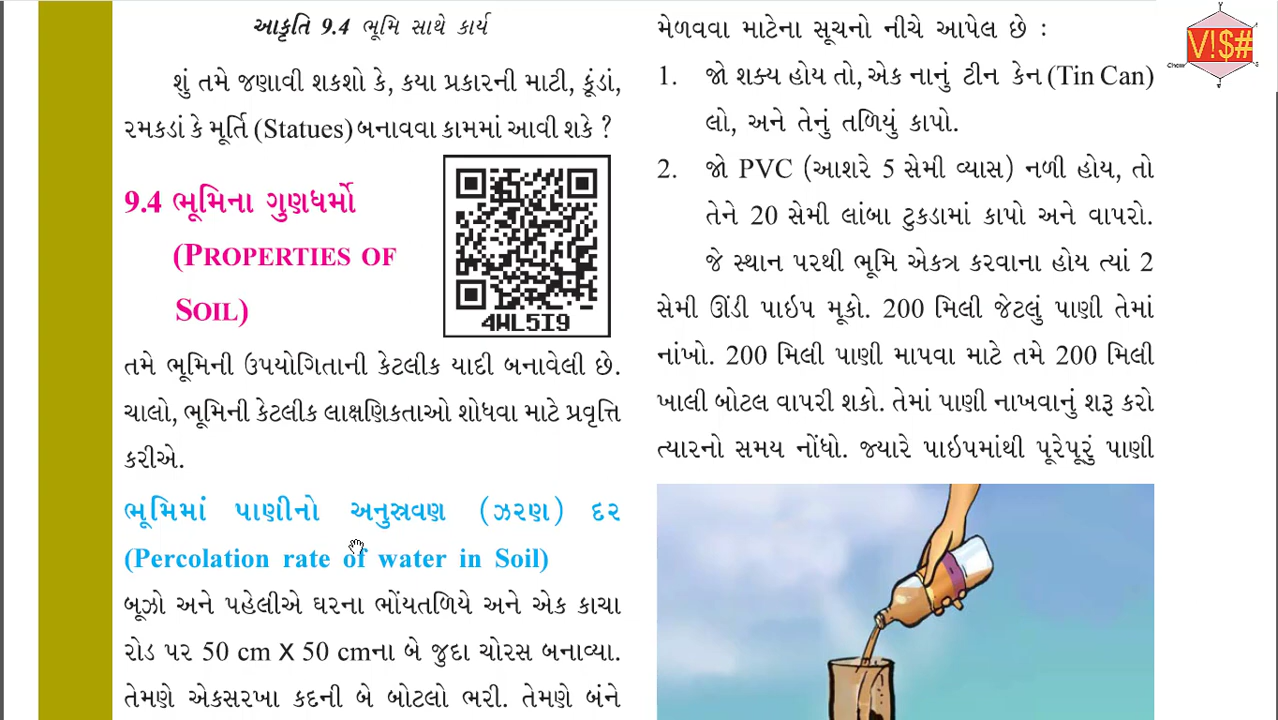 આકૃતિ 9.4 ભૂમિ સાથે કાર્ય
શું તમે જણાવી શકશો કે, કયા પ્રકારની માટી, કૂંડાં,
રમકડાં કે મૂર્તિ (Statues) બનાવવા કામમાં આવી શકે ?
9.4 ભૂમિના ગુણધર્મો
(PROPERTIES OF
SOIL)
4WL5I9
તમે ભૂમિની ઉપયોગિતાની કેટલીક યાદી બનાવેલી છે.
ચાલો, ભૂમિની કેટલીક લાક્ષણિકતાઓ શોધવા માટે પ્રવૃત્તિ
કરીએ.
ભૂમિમાં પાણીનો અનુસ્રવણ (ઝરણ) દર
(Percolation rate of water in Soil)
બૂઝો અને પહેલીએ ઘરના ભોંયતળિયે અને એક કાચા
રોડ પર 50 cm X 50 cmના બે જુદા ચોરસ બનાવ્યા.
તેમણે એકસરખા કદની બે બોટલો ભરી. તેમણે બંને
મેળવવા માટેના સૂચનો નીચે આપેલ છે :
1. જો શક્ય હોય તો, એક નાનું ટીન કેન (Tin Can)
લો, અને તેનું તળિયું કાપો.
2. જો PVC (આશરે 5 સેમી વ્યાસ) નળી હોય, તો
તેને 20 સેમી લાંબા ટુકડામાં કાપો અને વાપરો.
જે સ્થાન પરથી ભૂમિ એકત્ર કરવાના હોય ત્યાં 2
સેમી ઊંડી પાઇપ મૂકો. 200 મિલી જેટલું પાણી તેમાં
નાંખો. 200 મિલી પાણી માપવા માટે તમે 200 મિલી
ખાલી બોટલ વાપરી શકો. તેમાં પાણી નાખવાનું શરૂ કરો
ત્યારનો સમય નોંધો. જ્યારે પાઇપમાંથી પૂરેપૂરું પાણી
V!$#